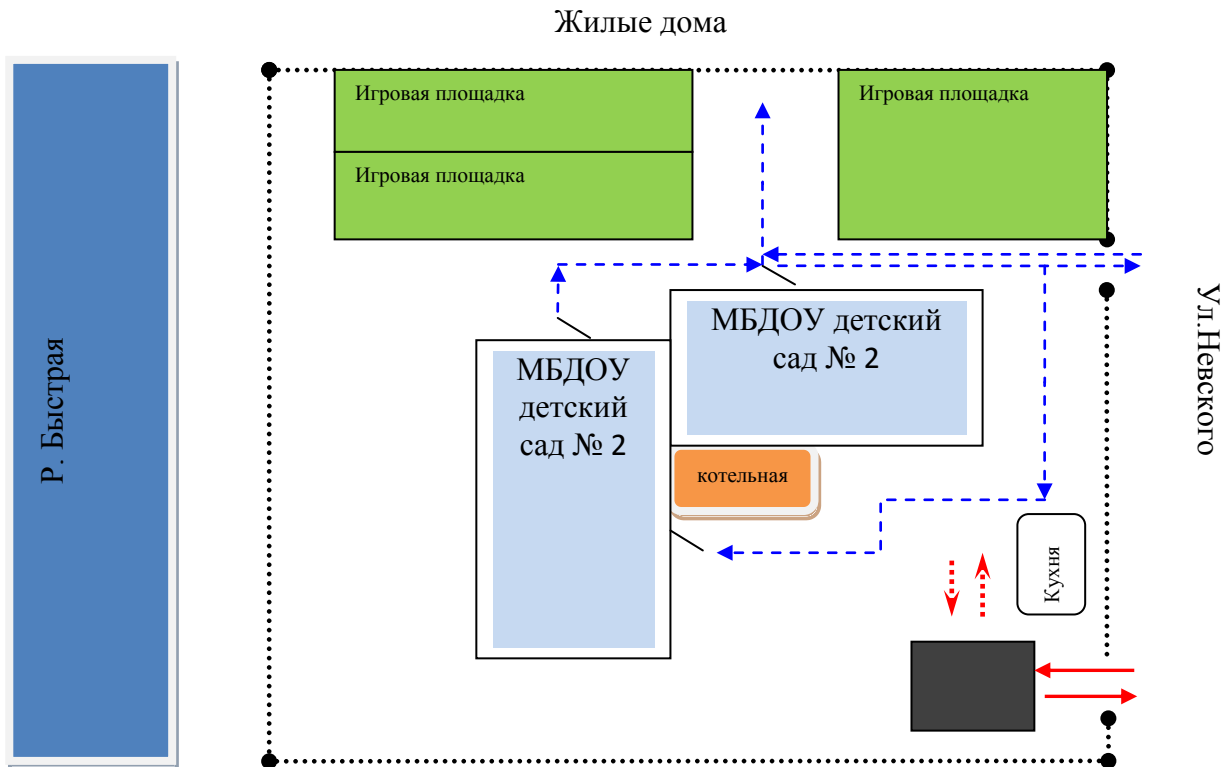 Жилые дома
Игровая площадка
Игровая площадка
Игровая площадка
МБДОУ детский
сад № 2
МБДОУ
детский
сад № 2
котельная
Кухня
Р. Быстрая
Ул.Невского